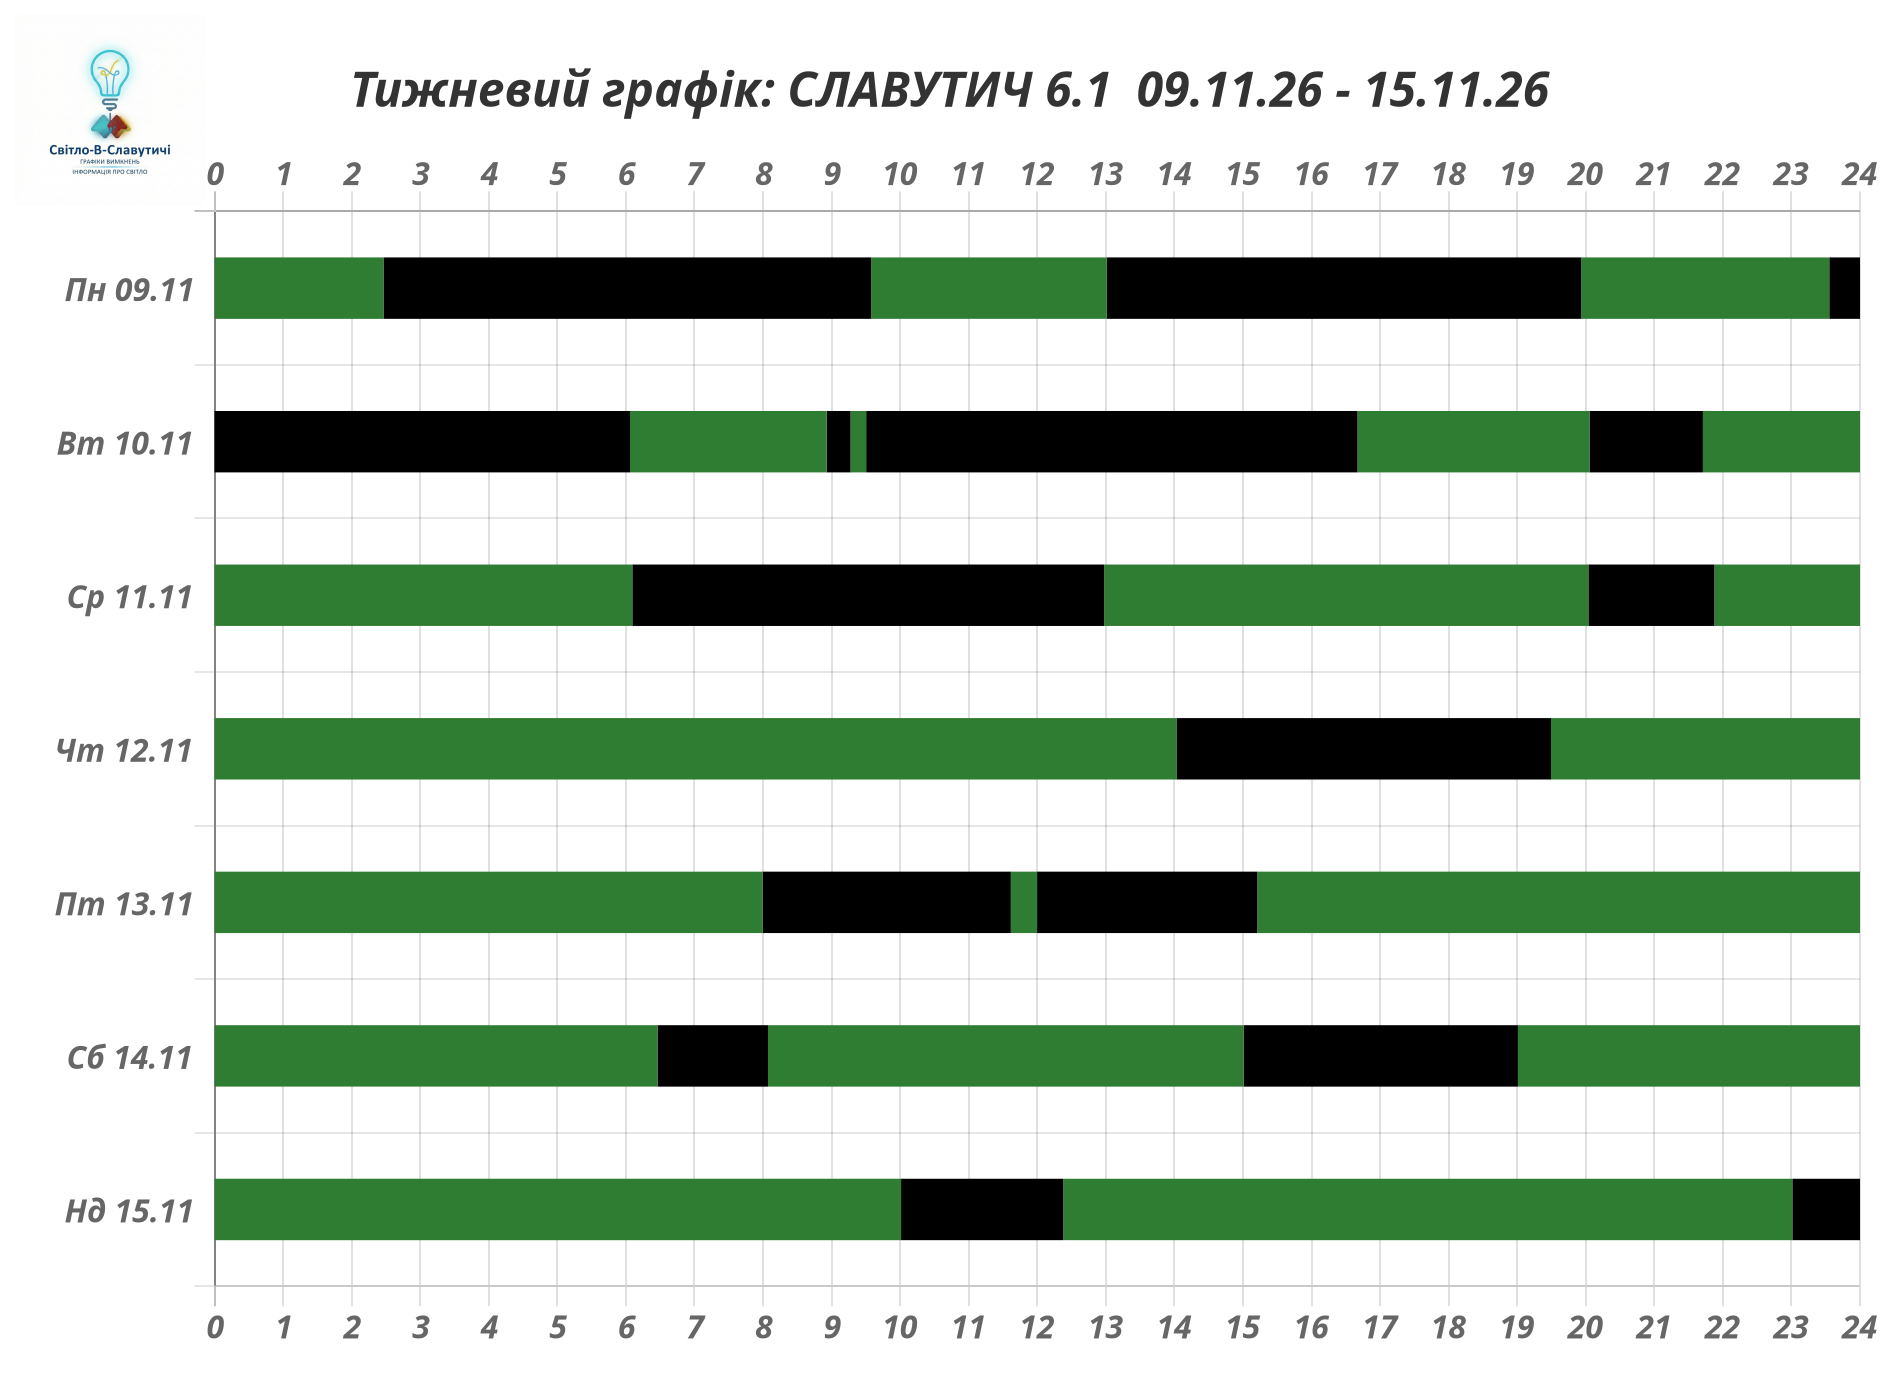 Тижневий графік: СЛАВУТИЧ 6.1 09.11.26 - 15.11.26
Світло-В-Славутичі
ГРАФІКИ ВИМКНЕНЬ
ІНФОРМАЦІЯ ПРО СВІТЛО
0 1 2 3 4 5 6 7 8 9 10 11 12 13 14 15 16 17 18 19 20 21 22 23 24
Пн 09.11
Вт 10.11
Ср 11.11
Чт 12.11
Пт 13.11
Сб 14.11
Нд 15.11
0 1 2 3 4 5 6 7 8 9 10 11 12 13 14 15 16 17 18 19 20 21 22 23 24